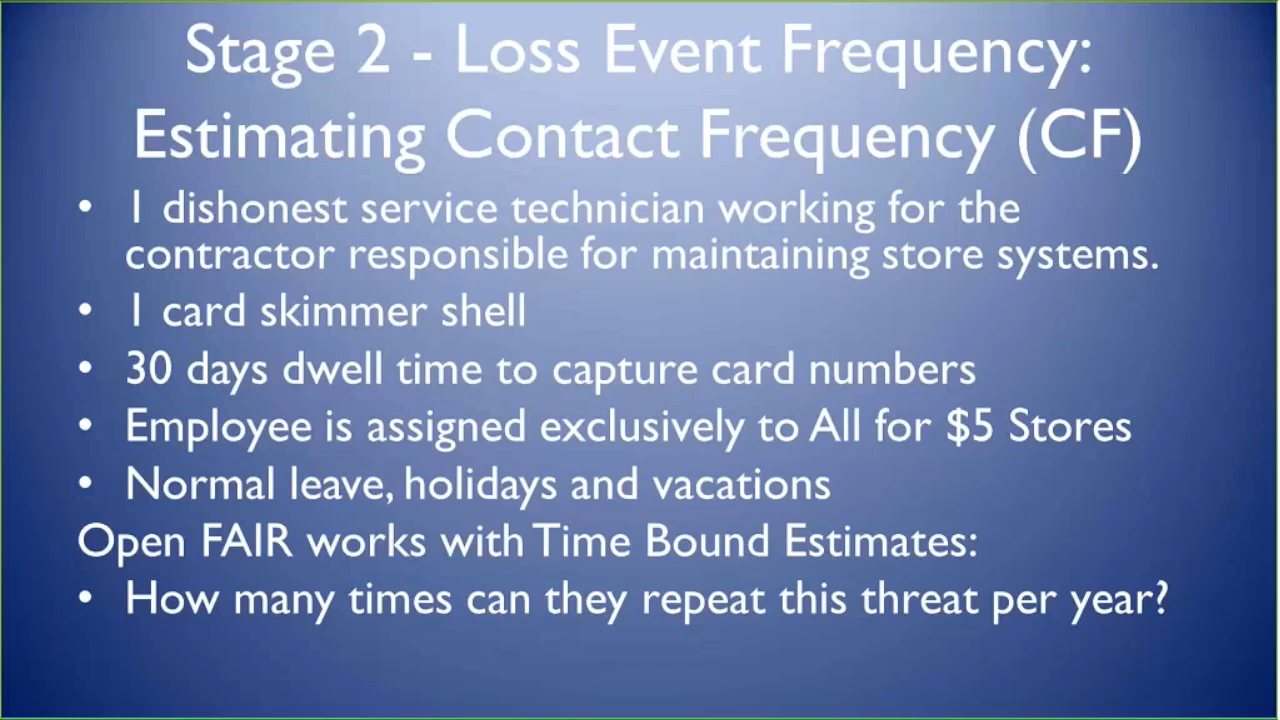 Stage 2 - Loss Event Frequency:
Estimating Contact Frequency (CF)
• 1 dishonest service technician working for the
contractor responsible for maintaining store systems.
• 1 card skimmer shell
• 30 days dwell time to capture card numbers
• Employee is assigned exclusively to All for $5 Stores
• Normal leave, holidays and vacations
Open FAIR works with Time Bound Estimates:
• How many times can they repeat this threat per year?